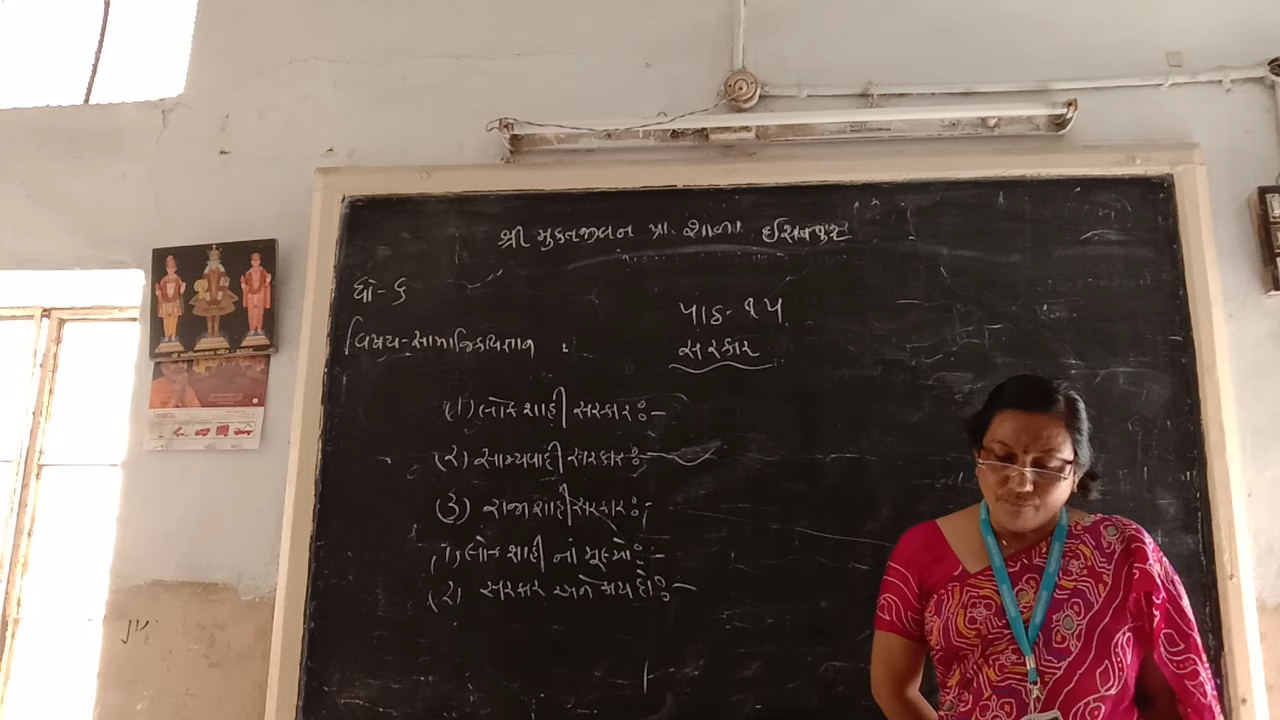 શ્રી મુક્તજીવન પ્રા. શાળા ઈસનપુર
ધો-૬
પાઠ-૧૫
વિષય-સામાજિકવિજ્ઞાન
સરકાર
(૧) લોકશાહી સરકાર:-
(૨) સામ્યવાદી સરકાર:-
(૩) રાજાશાહી સરકાર:-
(૧) લોકશાહી નાં મૂલ્યો:-
(૨) સરકાર અને કાયદો:-